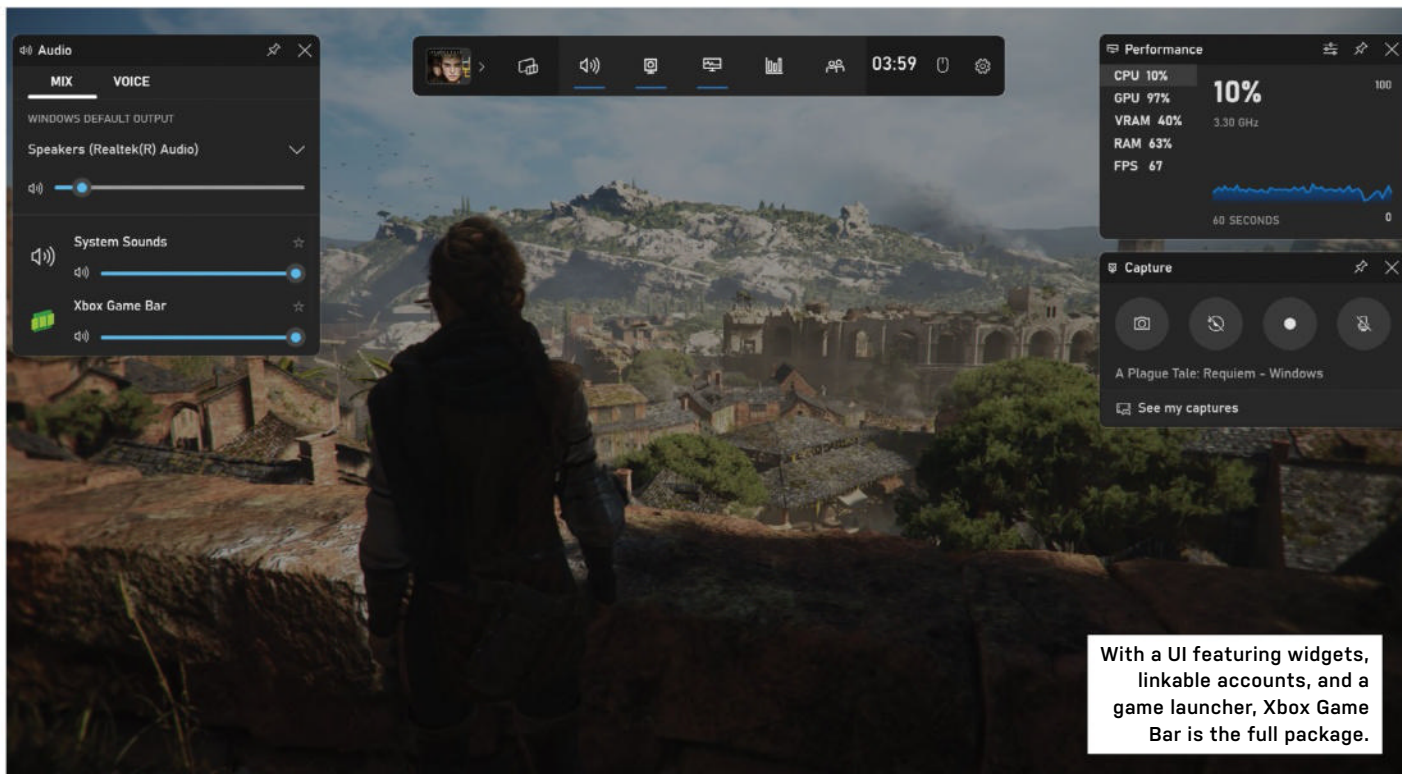 Audio
MIX VOICE
WINDOWS DEFAULT OUTPUT
Speakers (Realtek(R) Audio)
System Sounds
Xbox Game Bar
03:59
Performance
CPU 10%
GPU 97%
VRAM 40%
RAM 63%
FPS 67
10%
3.30 GHz
100
60 SECONDS
0
Capture
A Plague Tale: Requiem - Windows
See my captures
With a UI featuring widgets,
linkable accounts, and a
game launcher, Xbox Game
Bar is the full package.